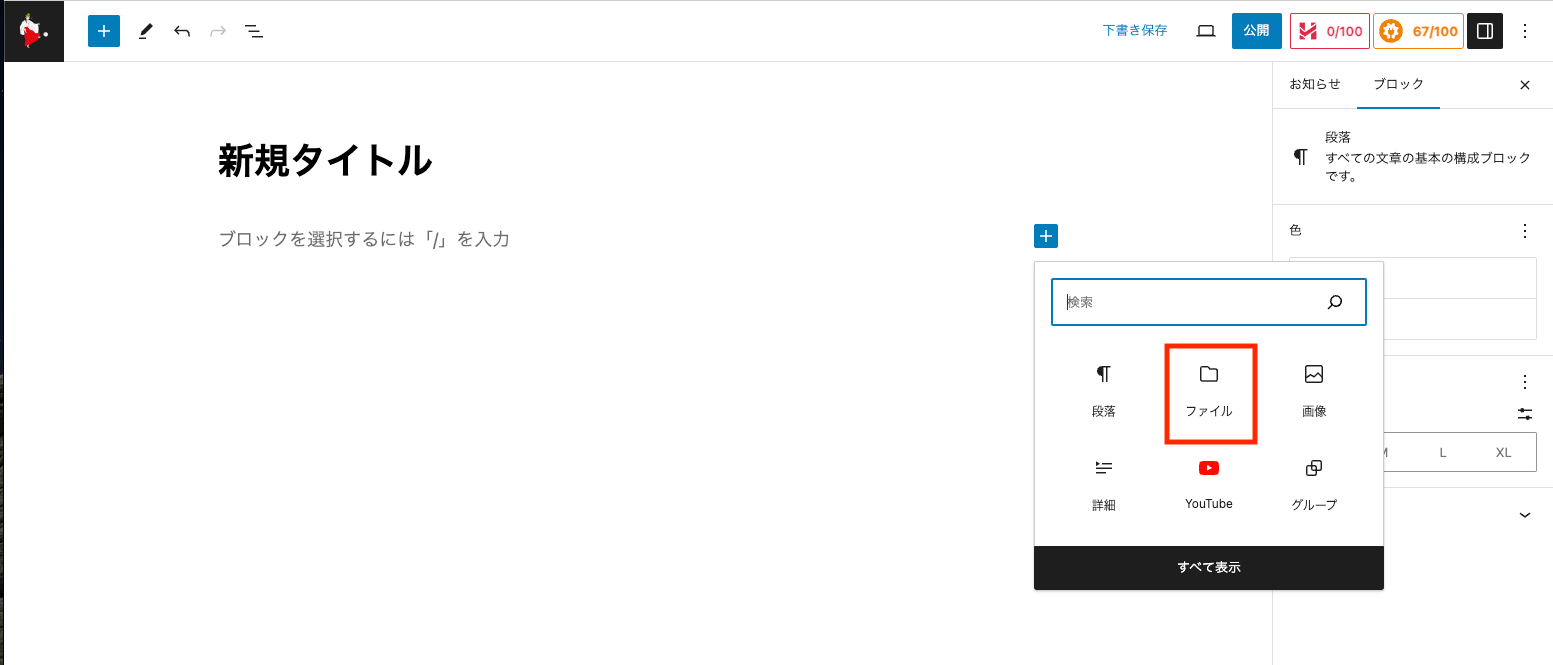 下書き保存
公開
0/100
67/100
お知らせ
ブロック
新規タイトル
段落
すべての文章の基本の構成ブロック
です。
ブロックを選択するには「/」を入力
色
検索
段落
ファイル
画像
L
XL
詳細
YouTube
グループ
すべて表示